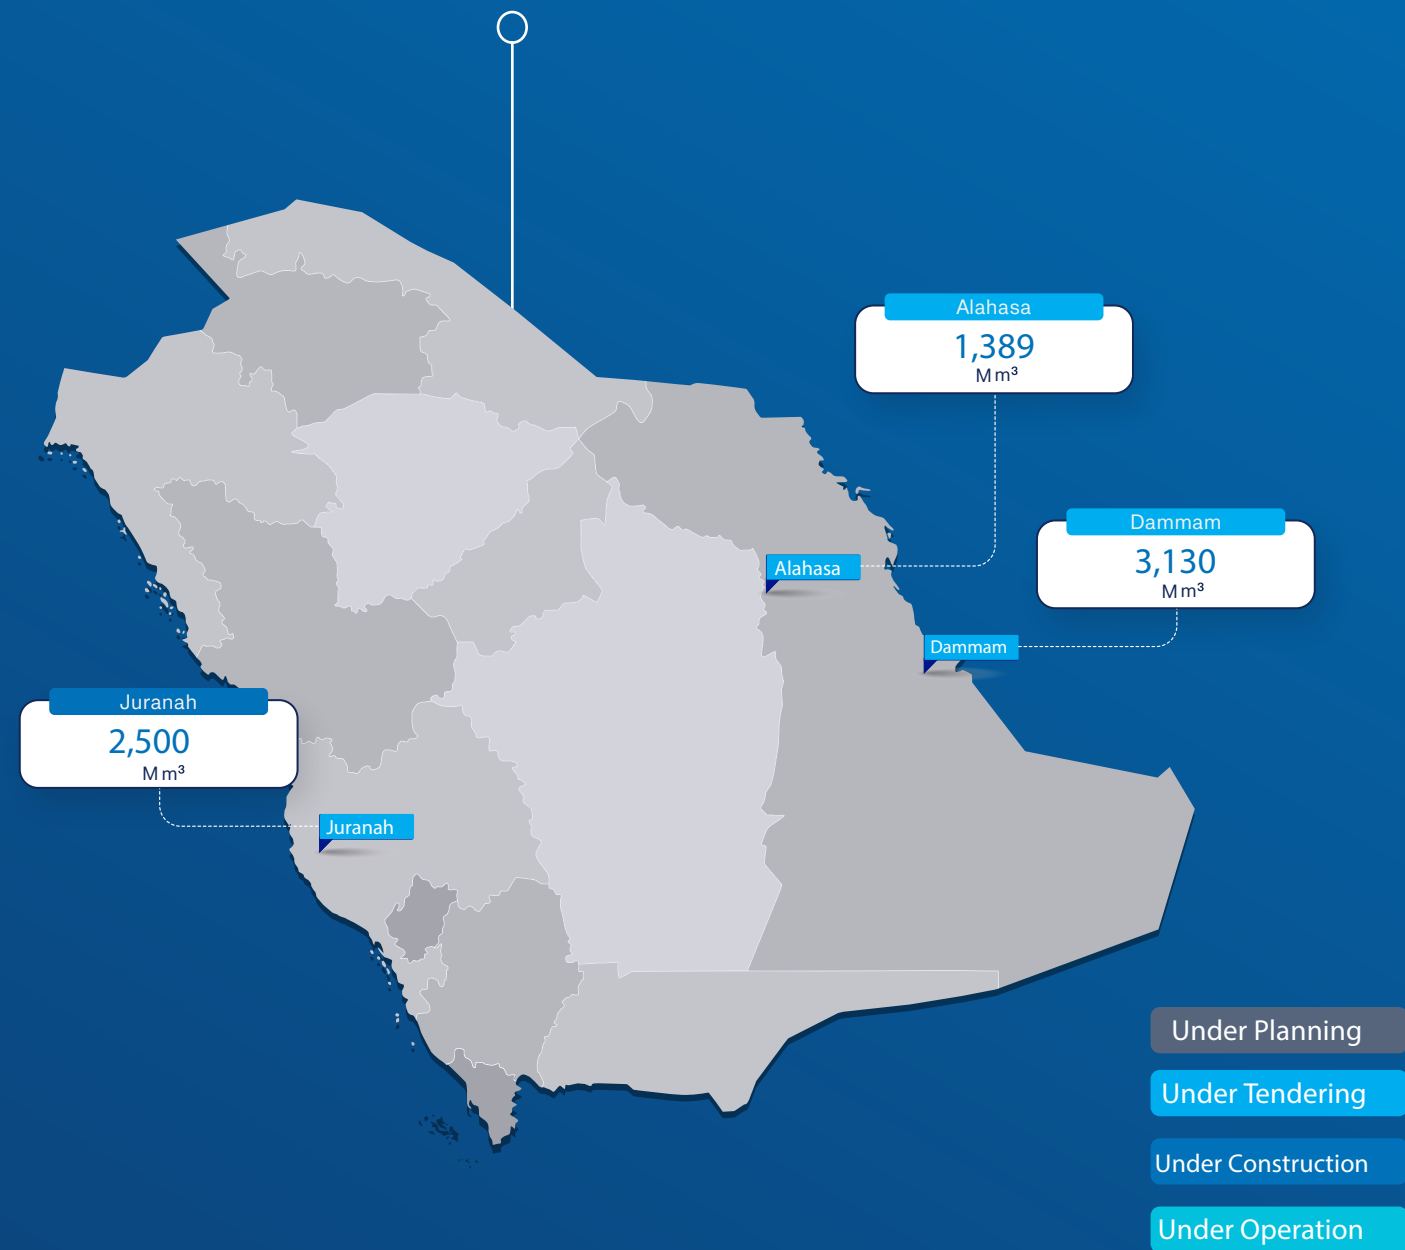 Alahasa
1,389
Mm³
Dammam
3,130
Mm³
Alahasa
Dammam
Juranah
2,500
Mm³
Juranah
Under Planning
Under Tendering
Under Construction
Under Operation